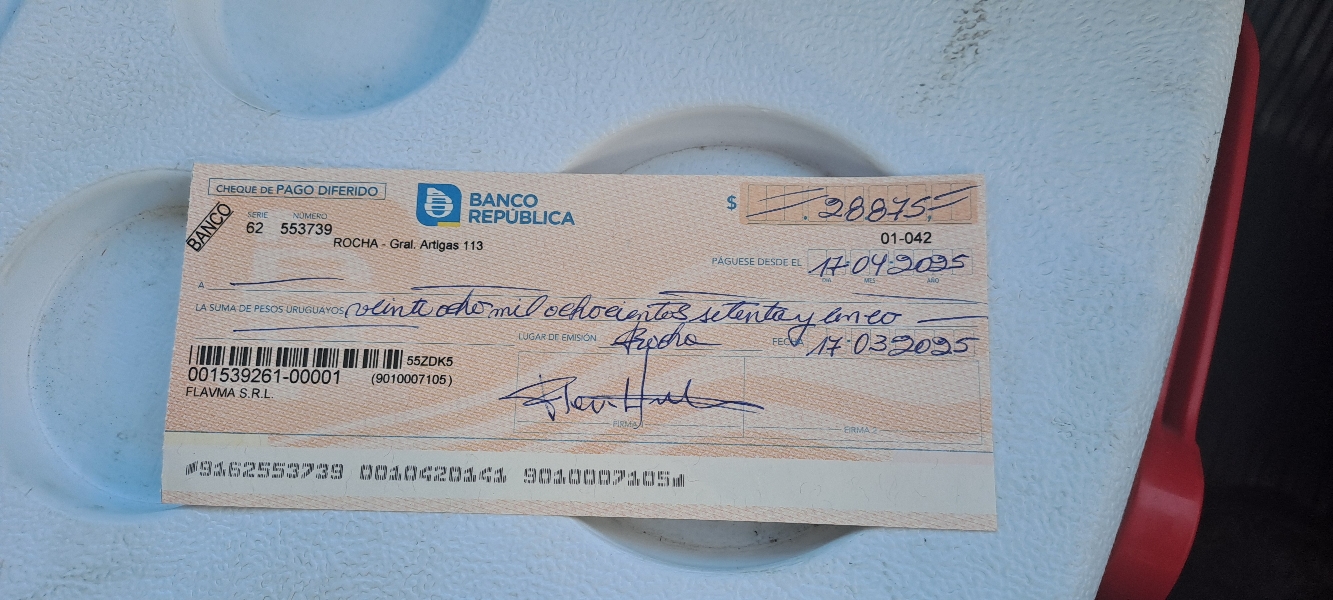 CHEQUE DE PAGO DIFERIDO
BANCO REPÚBLICA
$ 28875
BANCO
SERIE NÚMERO
62 553739
ROCHA - Gral. Artigas 113
01-042
PÁGUESE DESDE EL 17-04-2025
DIA MES AÑO
A
LA SUMA DE PESOS URUGUAYOS veinte ocho mil ochocientos setenta y cinco
LUGAR DE EMISIÓN Rocha FECHA 17-03-2025
55ZDK5
001539261-00001 (9010007105)
FLAVMA S.R.L.
FIRMA FIRMA 2
9162553739 0010420141 9010007105